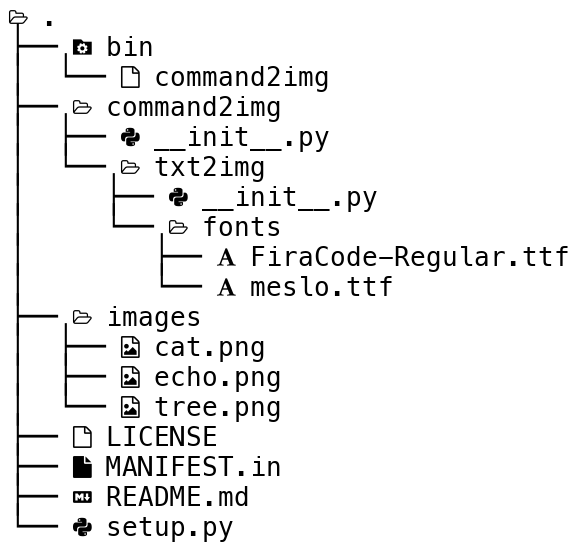 .
bin
command2img
command2img
__init__.py
txt2img
__init__.py
fonts
FiraCode-Regular.ttf
meslo.ttf
images
cat.png
echo.png
tree.png
LICENSE
MANIFEST.in
README.md
setup.py